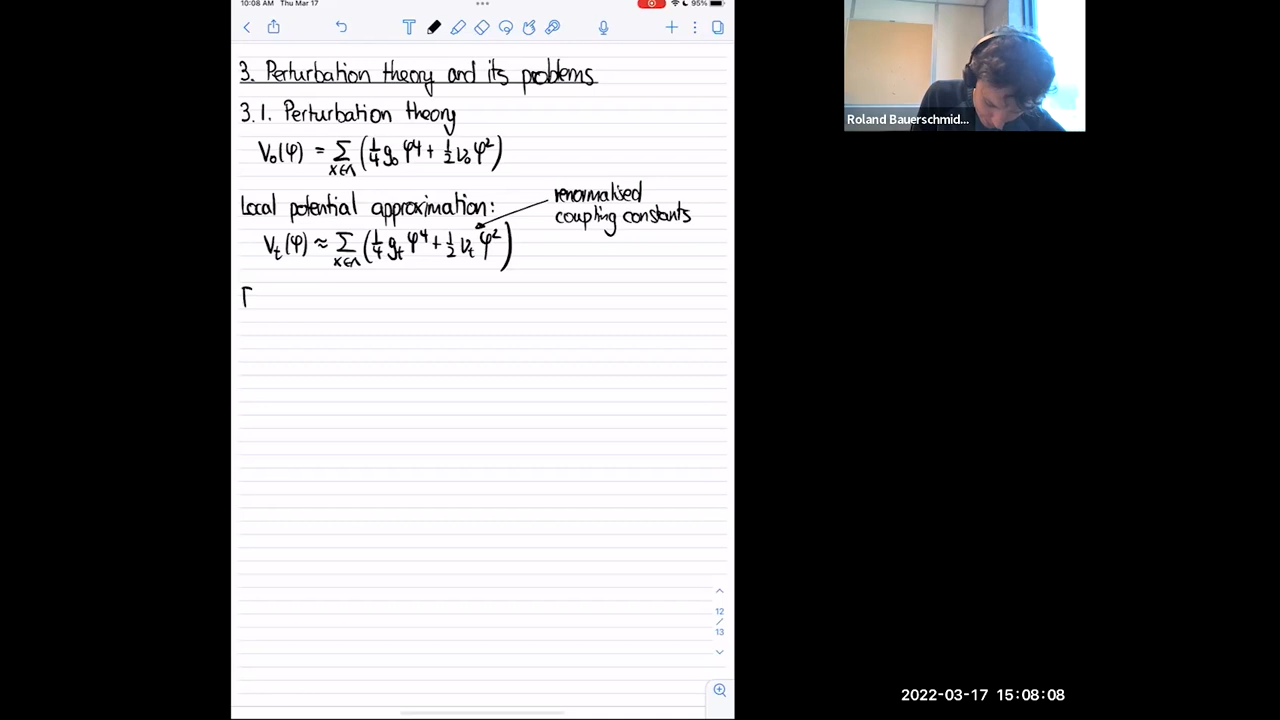 10:08 AM Thu Mar 17
95%
3. Perturbation theory and its problems
3.1. Perturbation theory
V₀(φ) = Σ_{x∈Λ} (¼ g₀ φ⁴ + ½ ν₀ φ²)
Local potential approximation:
renormalised
coupling constants
V_t(φ) ≈ Σ_{x∈Λ} (¼ g_t φ⁴ + ½ ν_t φ²)
12
/
13
Roland Bauerschmid...
2022-03-17 15:08:08